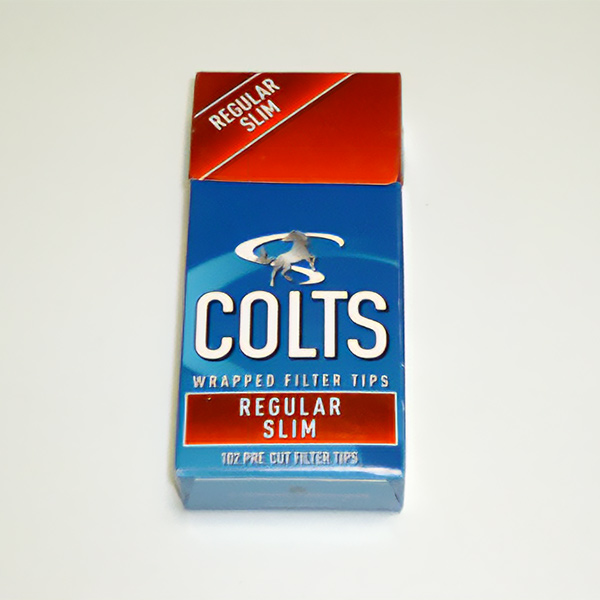 REGULAR
SLIM
COLTS
WRAPPED FILTER TIPS
REGULAR
SLIM
102 PRE CUT FILTER TIPS